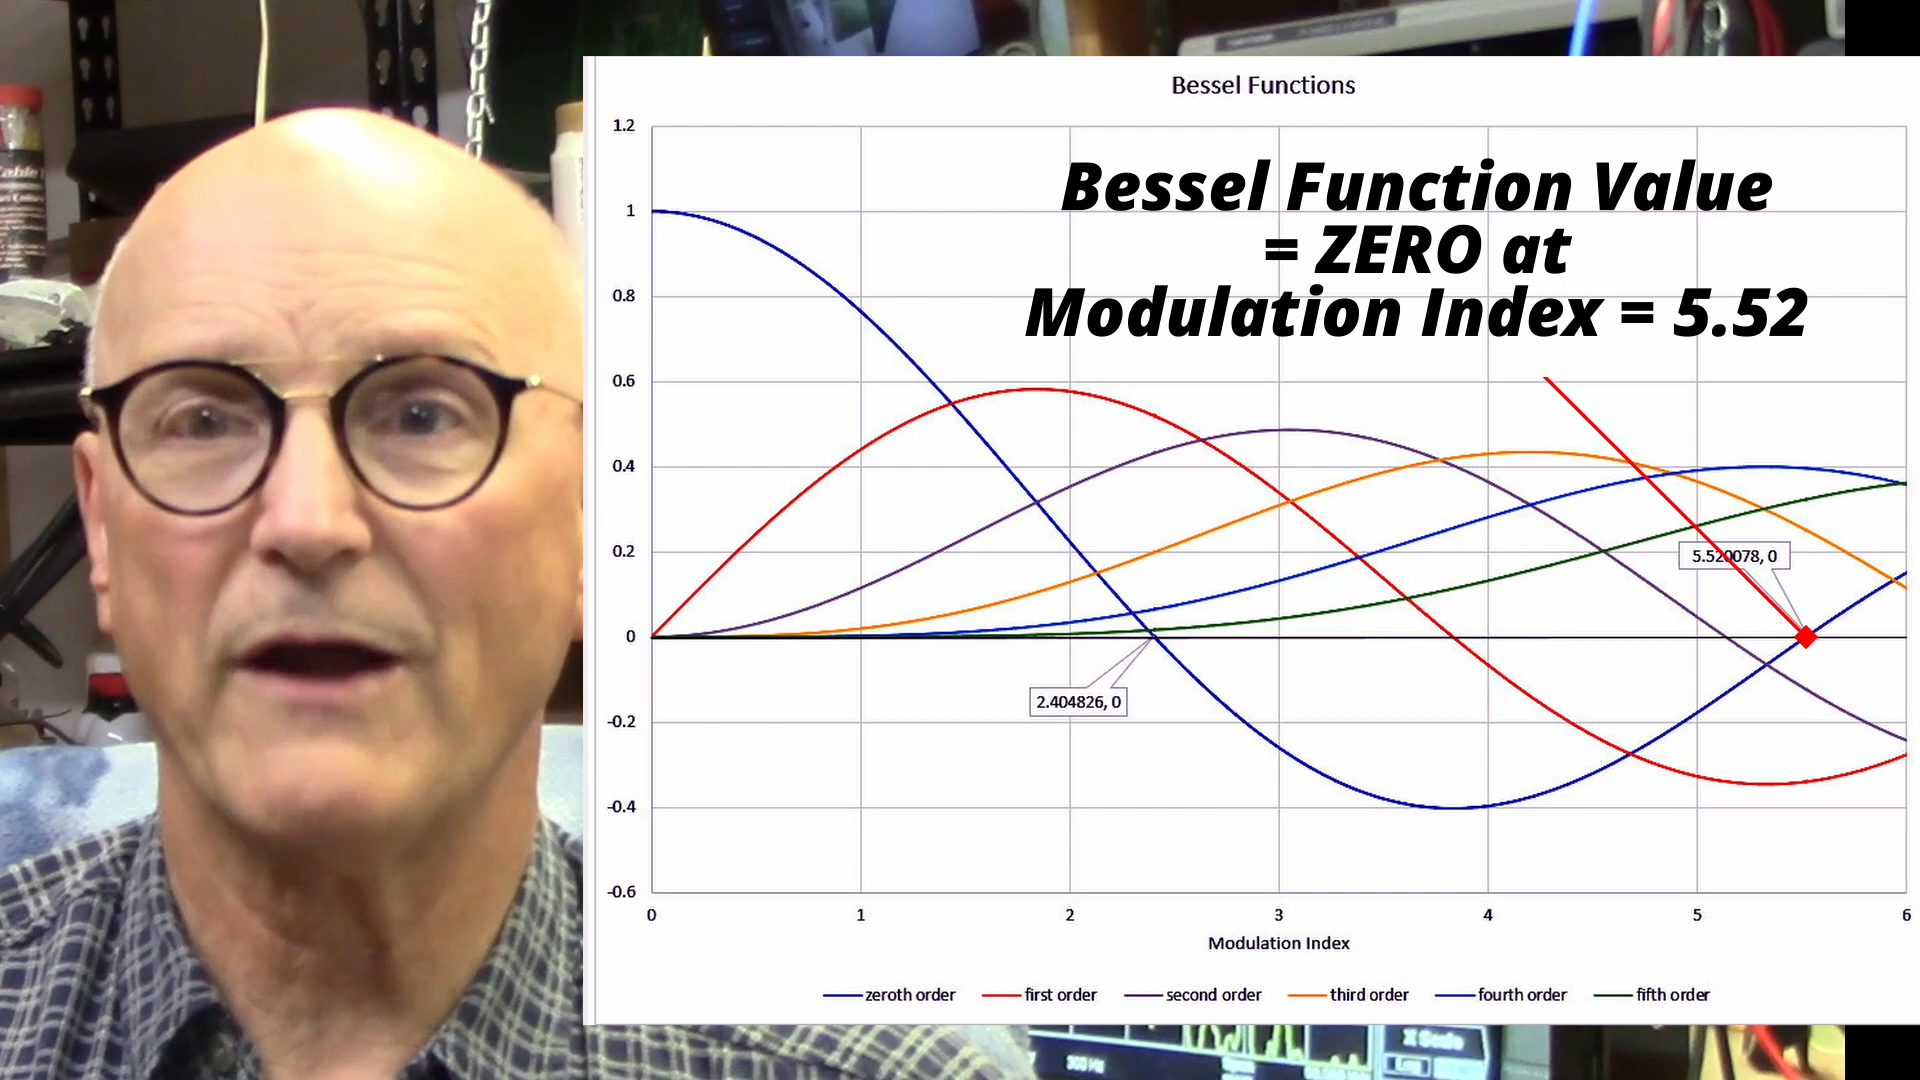 Bessel Functions
Bessel Function Value
= ZERO at
Modulation Index = 5.52
1.2
1
0.8
0.6
0.4
0.2
0
-0.2
-0.4
-0.6
5.520078, 0
2.404826, 0
0 1 2 3 4 5 6
Modulation Index
zeroth order first order second order third order fourth order fifth order
X Scale
Log